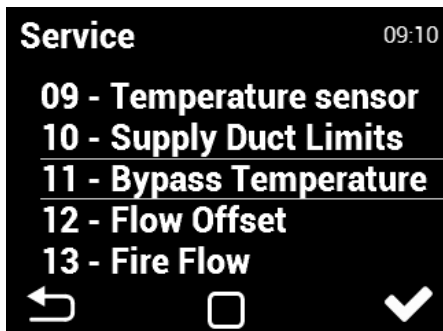 Service 09:10
09 - Temperature sensor
10 - Supply Duct Limits
11 - Bypass Temperature
12 - Flow Offset
13 - Fire Flow